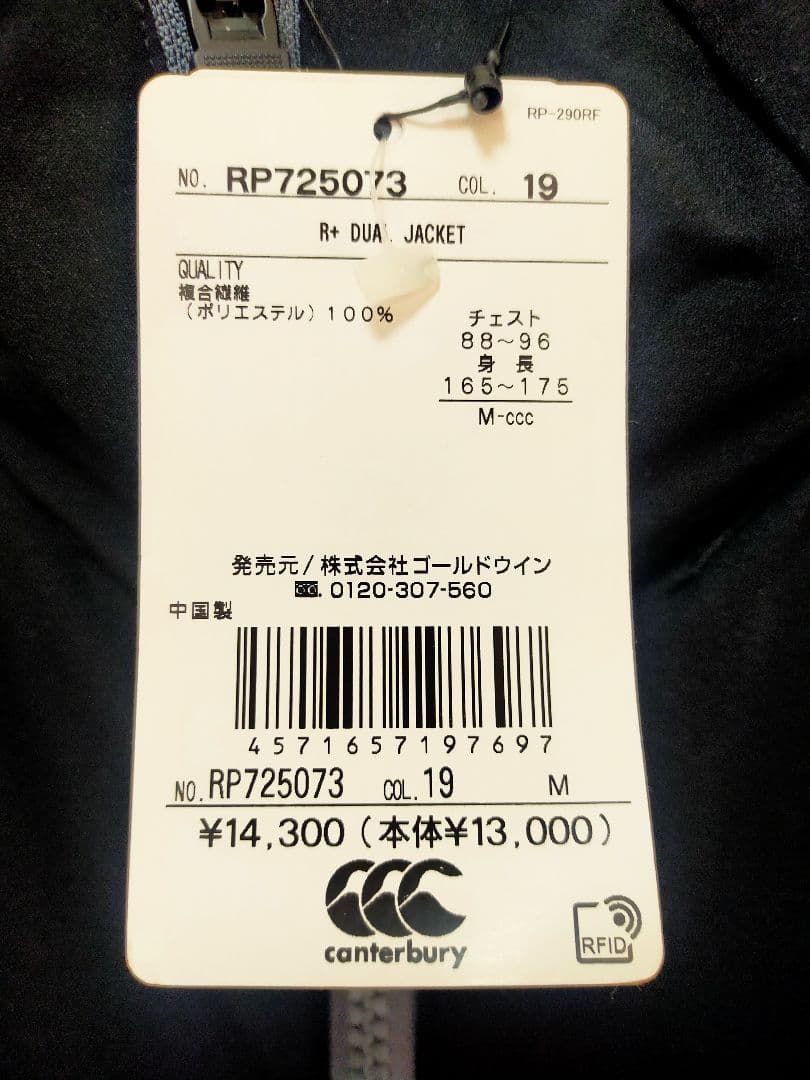 RP-290RF
NO. RP725073 COL. 19
R+ DUAL JACKET
QUALITY
複合繊維
(ポリエステル)100%
チェスト
88~96
身長
165~175
M-ccc
発売元/株式会社ゴールドウイン
0120-307-560
中国製
4571657197697
NO.RP725073 COL.19 M
¥14,300(本体¥13,000)
canterbury
RFID